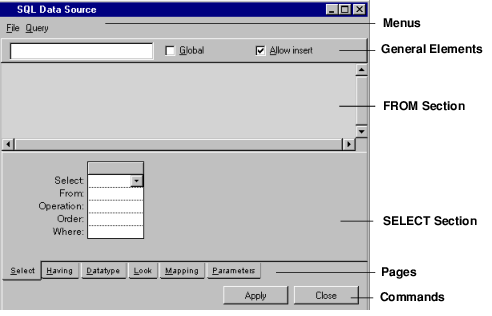 SQL Data Source
Menus
File Query
Global
Allow insert
General Elements
FROM Section
Select:
From:
Operation:
Order:
Where:
SELECT Section
Select Having Datatype Look Mapping Parameters
Pages
Apply Close
Commands